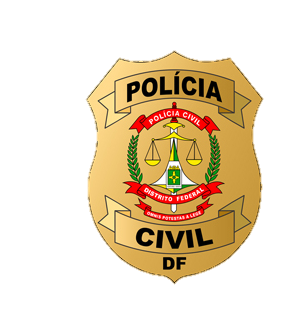 POLÍCIA
POLÍCIA CIVIL
DISTRITO FEDERAL
OMNIS POTESTAS A LEGE
CIVIL
DF